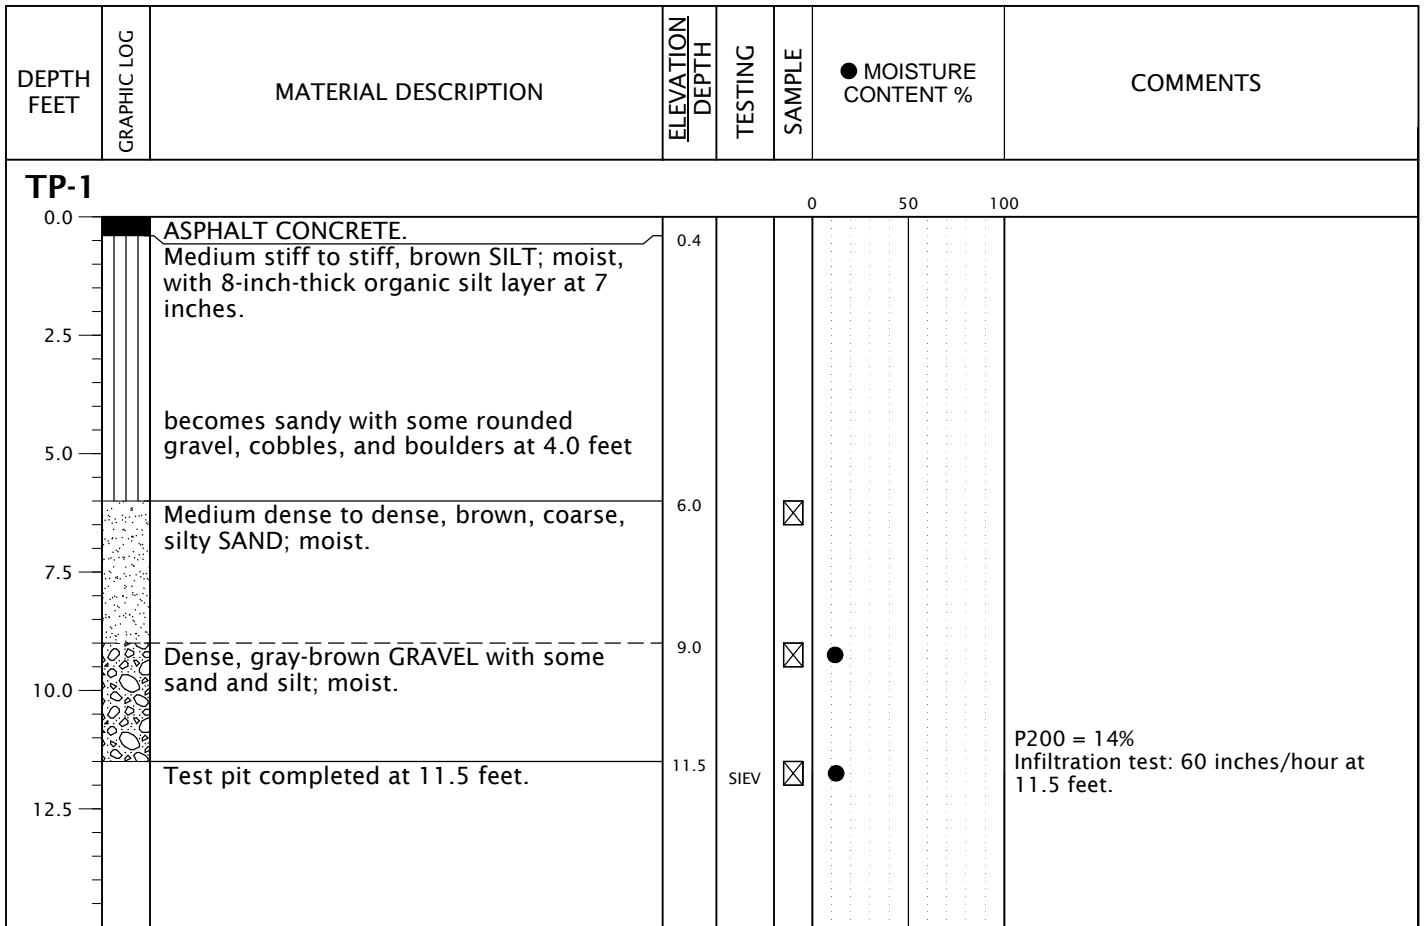 DEPTH
FEET
GRAPHIC LOG
MATERIAL DESCRIPTION
ELEVATION
DEPTH
TESTING
SAMPLE
MOISTURE
CONTENT %
COMMENTS
TP-1
0 50 100
0.0
ASPHALT CONCRETE.
0.4
Medium stiff to stiff, brown SILT; moist,
with 8-inch-thick organic silt layer at 7
inches.
2.5
becomes sandy with some rounded
gravel, cobbles, and boulders at 4.0 feet
5.0
6.0
Medium dense to dense, brown, coarse,
silty SAND; moist.
7.5
9.0
Dense, gray-brown GRAVEL with some
sand and silt; moist.
10.0
P200 = 14%
Infiltration test: 60 inches/hour at
11.5 feet.
11.5
Test pit completed at 11.5 feet.
SIEV
12.5